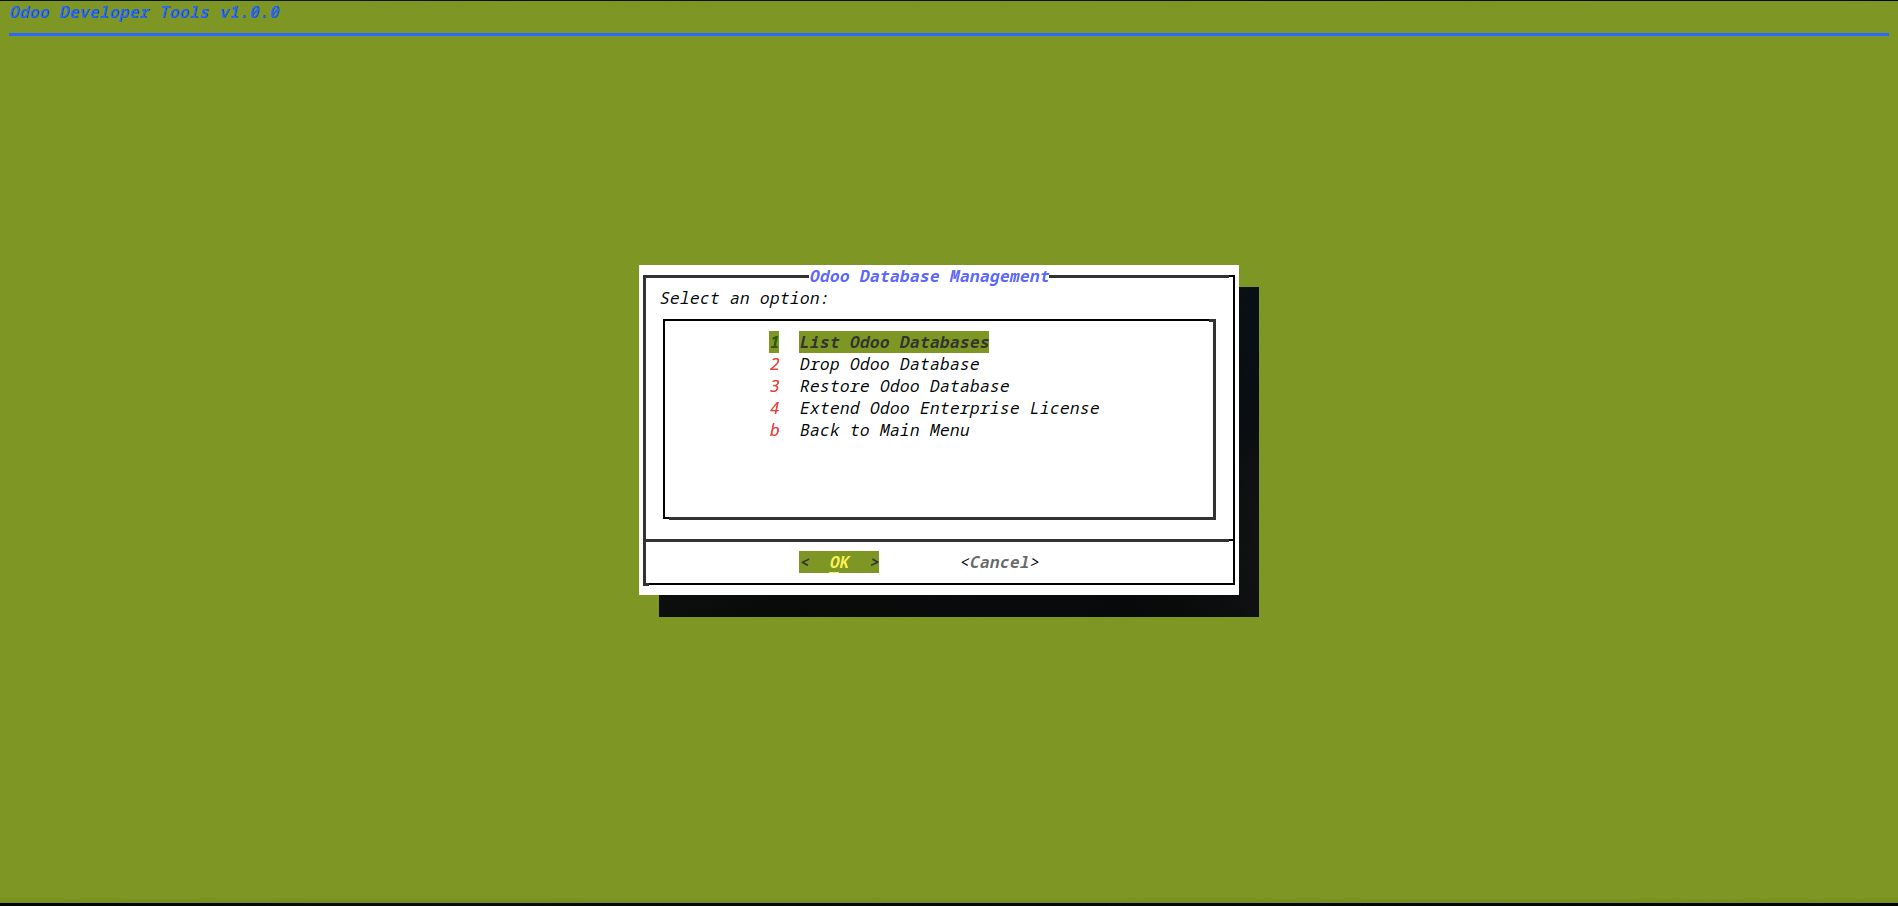 Odoo Developer Tools v1.0.0
Odoo Database Management
Select an option:
1 List Odoo Databases
2 Drop Odoo Database
3 Restore Odoo Database
4 Extend Odoo Enterprise License
b Back to Main Menu
< OK > <Cancel>